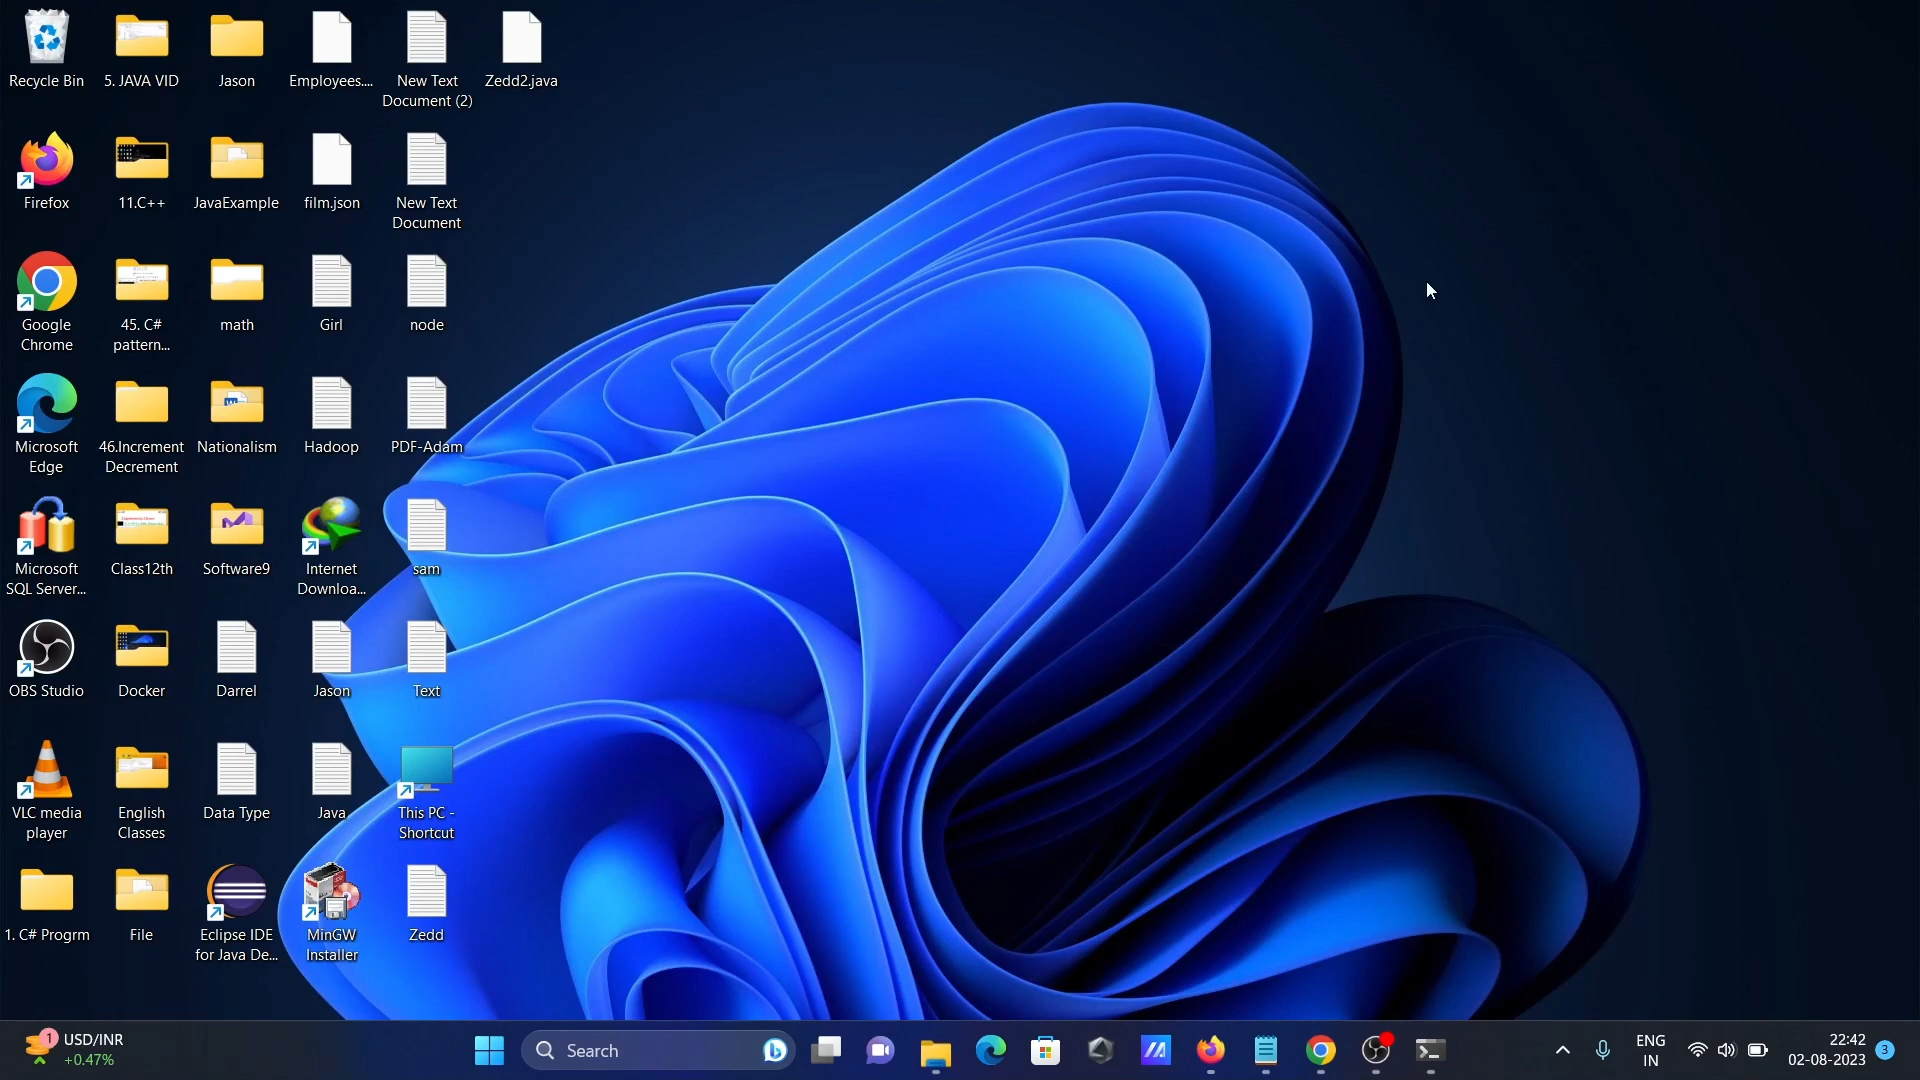 Recycle Bin
5. JAVA VID
Jason
Employees....
New Text
Document (2)
Zedd2.java
Firefox
11.C++
JavaExample
film.json
New Text
Document
Google
Chrome
45. C#
pattern...
math
Girl
node
Microsoft
Edge
46.Increment
Decrement
Nationalism
Hadoop
PDF-Adam
Microsoft
SQL Server...
Class12th
Software9
Internet
Downloa...
sam
OBS Studio
Docker
Darrel
Jason
Text
VLC media
player
English
Classes
Data Type
Java
This PC -
Shortcut
1. C# Progrm
File
Eclipse IDE
for Java De...
MinGW
Installer
Zedd
1
USD/INR
+0.47%
Search
ENG
IN
22:42
02-08-2023
3